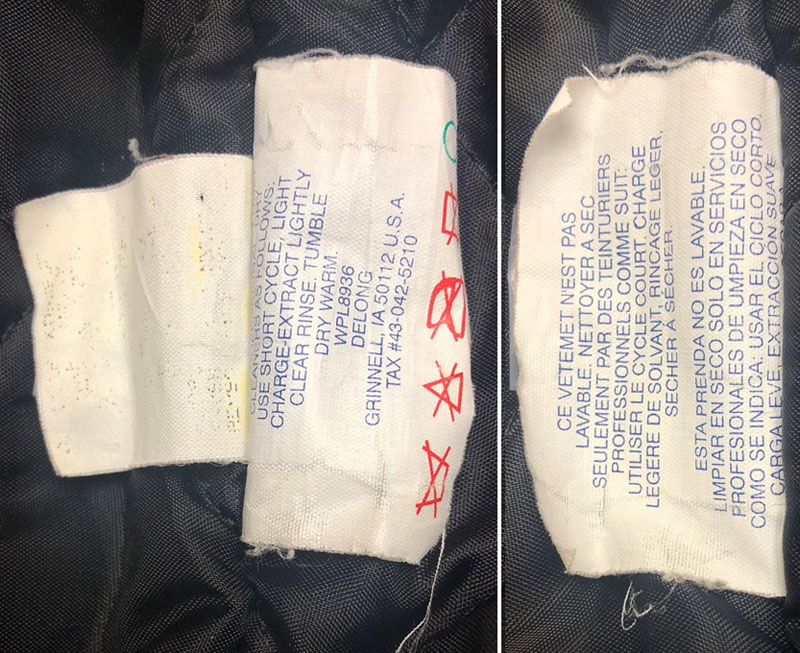 USE SHORT CYCLE, LIGHT
CHARGE-EXTRACT LIGHTLY
CLEAR RINSE. TUMBLE
DRY WARM.
WPL8936
DELONG
GRINNELL, IA 50112 U.S.A.
TAX #43-042-5210
CE VETEMET N'EST PAS
LAVABLE. NETTOYER A SEC
SEULEMENT PAR DES TEINTURIERS
PROFESSIONNELS COMME SUIT:
UTILISER LE CYCLE COURT, CHARGE
LEGERE DE SOLVANT, RINCAGE LEGER,
SECHER A SÉCHER.
ESTA PRENDA NO ES LAVABLE.
LIMPIAR EN SECO SOLO EN SERVICIOS
PROFESIONALES DE UMPIEZA EN SECO
COMO SE INDICA: USAR EL CICLO CORTO.
CARGA LEVE, EXTRACCION SUAVE